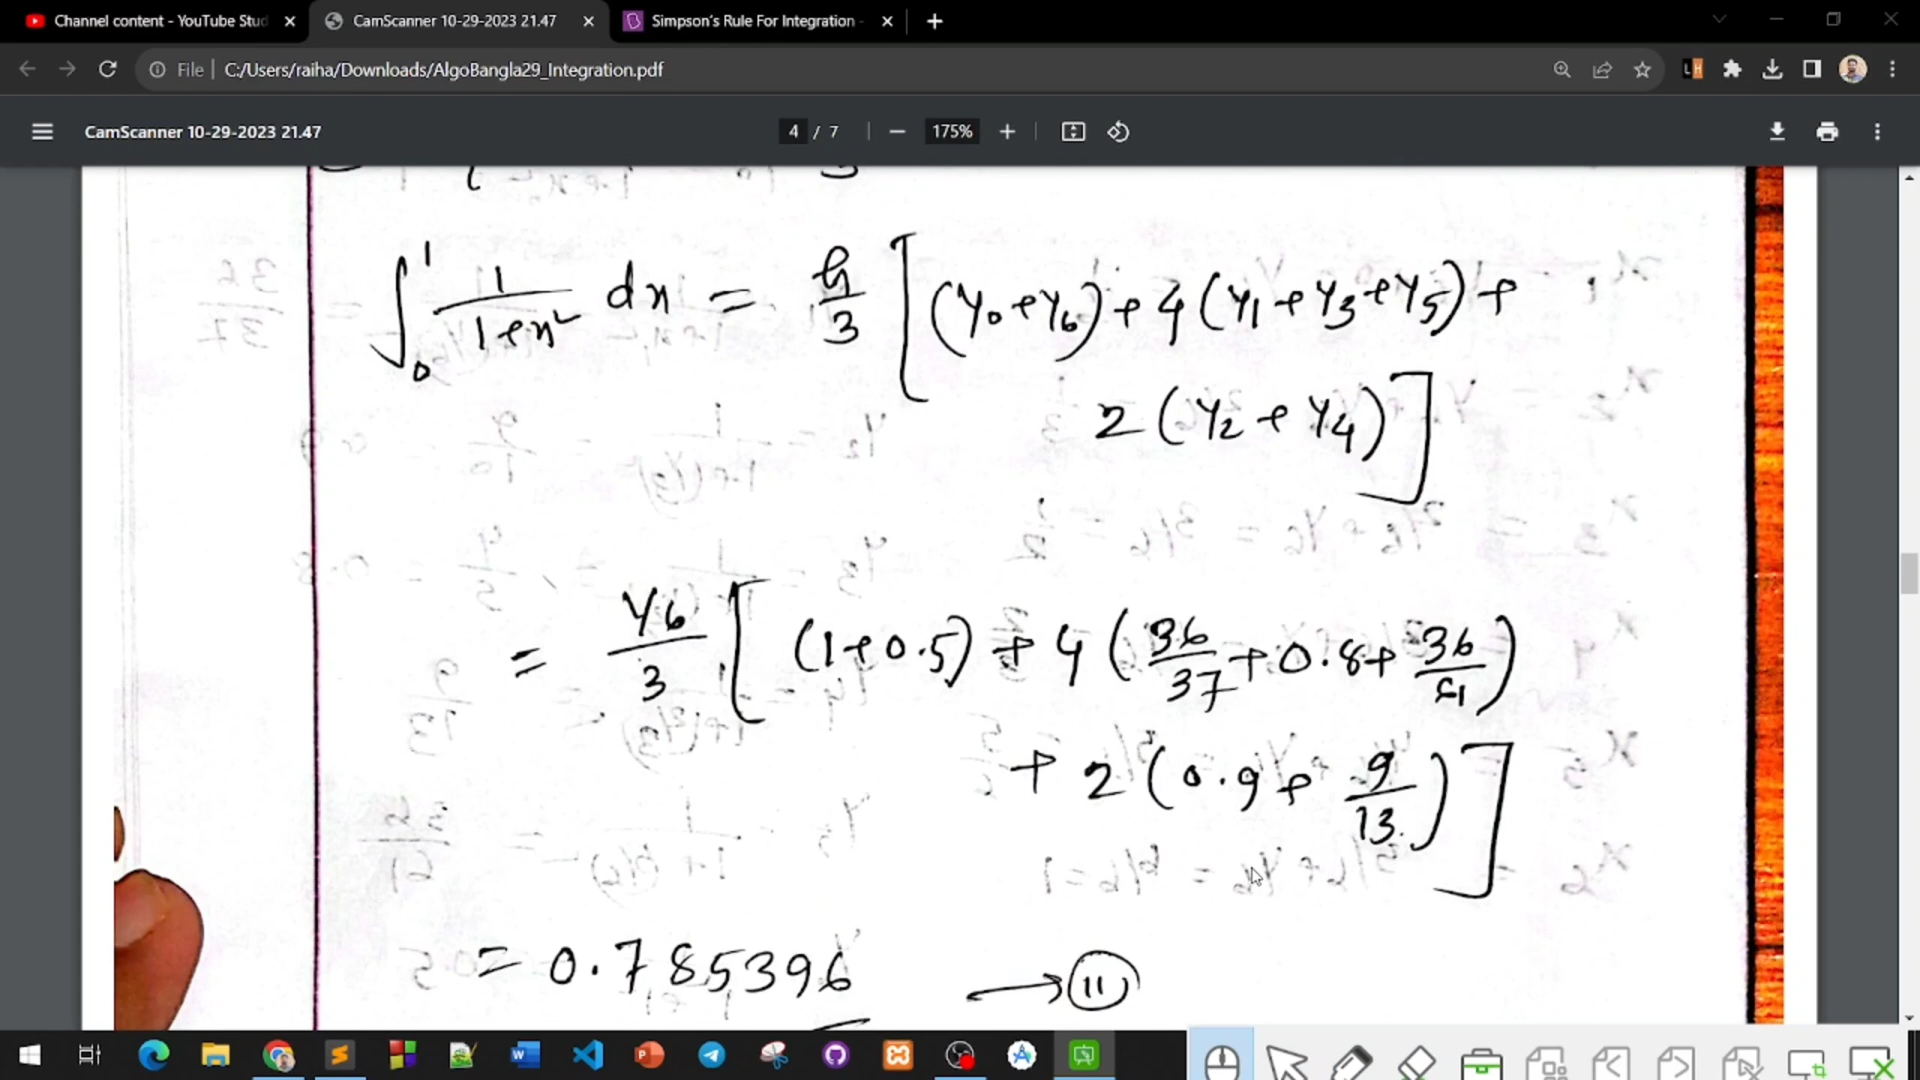 Channel content - YouTube Stud
CamScanner 10-29-2023 21.47
Simpson's Rule For Integration -
File | C:/Users/raiha/Downloads/AlgoBangla29_Integration.pdf
LH
CamScanner 10-29-2023 21.47
4 / 7
175%
∫₀¹ 1/(1+x²) dx = h/3 [(y₀+y₆) + 4(y₁+y₃+y₅) +
2(y₂+y₄)]
= (1/6)/3 [(1+0.5) + 4(36/37 + 0.8 + 36/61)
+ 2(0.9 + 9/13)]
= 0.785396 → (11)